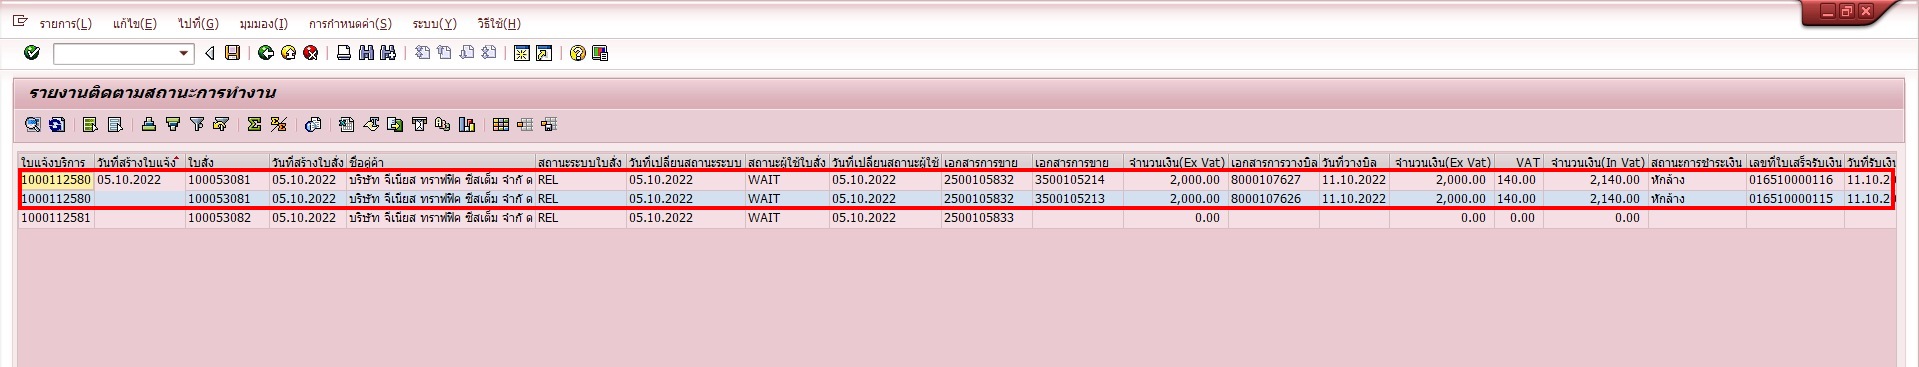 รายการ(L) แก้ไข(E) ไปที่(G) มุมมอง(I) การกำหนดค่า(S) ระบบ(Y) วิธีใช้(H)
รายงานติดตามสถานะการทำงาน
ใบแจ้งบริการ วันที่สร้างใบแจ้ง ใบสั่ง วันที่สร้างใบสั่ง ชื่อคู่ค้า สถานะระบบใบสั่ง วันที่เปลี่ยนสถานะระบบ สถานะผู้ใช้ใบสั่ง วันที่เปลี่ยนสถานะผู้ใช้ เอกสารการขาย เอกสารการขาย จำนวนเงิน(Ex Vat) เอกสารการวางบิล วันที่วางบิล จำนวนเงิน(Ex Vat) VAT จำนวนเงิน(In Vat) สถานะการชำระเงิน เลขที่ใบเสร็จรับเงิน วันที่รับเงิน
1000112580 05.10.2022 100053081 05.10.2022 บริษัท จีเนียส ทราฟฟิค ซีสเต็ม จำกั ด REL 05.10.2022 WAIT 05.10.2022 2500105832 3500105214 2,000.00 8000107627 11.10.2022 2,000.00 140.00 2,140.00 หักล้าง 016510000116 11.10.2
1000112580 100053081 05.10.2022 บริษัท จีเนียส ทราฟฟิค ซีสเต็ม จำกั ด REL 05.10.2022 WAIT 05.10.2022 2500105832 3500105213 2,000.00 8000107626 11.10.2022 2,000.00 140.00 2,140.00 หักล้าง 016510000115 11.10.2
1000112581 100053082 05.10.2022 บริษัท จีเนียส ทราฟฟิค ซีสเต็ม จำกั ด REL 05.10.2022 WAIT 05.10.2022 2500105833 0.00 0.00 0.00 0.00